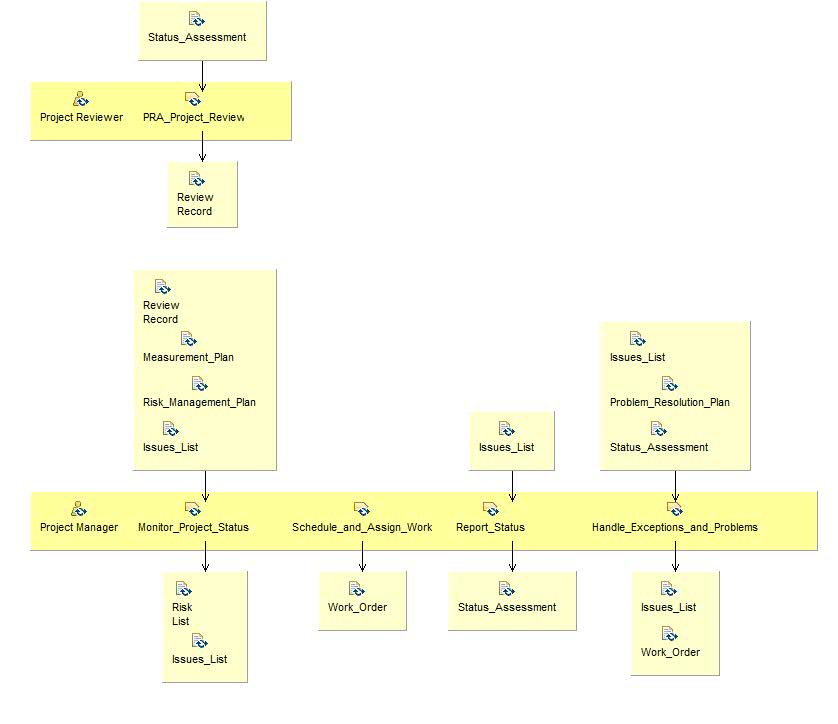 Status_Assessment
Project Reviewer
PRA_Project_Review
Review
Record
Review
Record
Measurement_Plan
Risk_Management_Plan
Issues_List
Issues_List
Issues_List
Problem_Resolution_Plan
Status_Assessment
Project Manager
Monitor_Project_Status
Schedule_and_Assign_Work
Report_Status
Handle_Exceptions_and_Problems
Risk
List
Issues_List
Work_Order
Status_Assessment
Issues_List
Work_Order